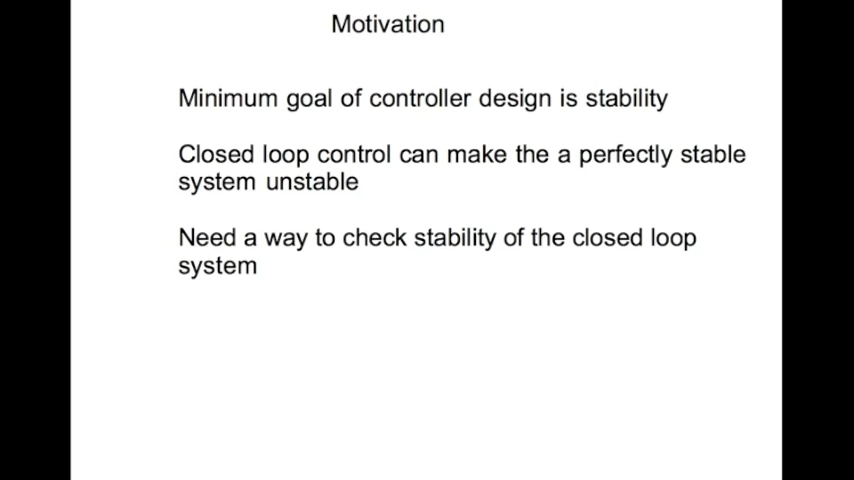 Motivation
Minimum goal of controller design is stability
Closed loop control can make the a perfectly stable
system unstable
Need a way to check stability of the closed loop
system